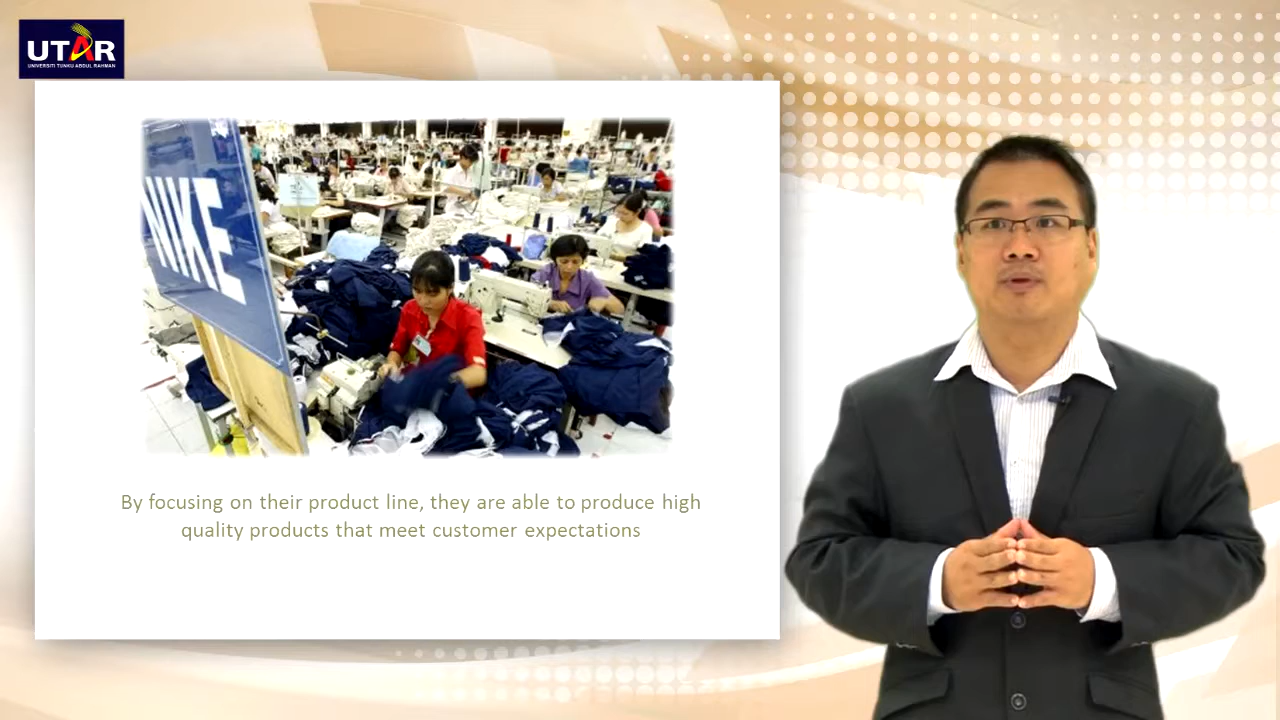 UTAR
UNIVERSITI TUNKU ABDUL RAHMAN
NIKE
By focusing on their product line, they are able to produce high
quality products that meet customer expectations